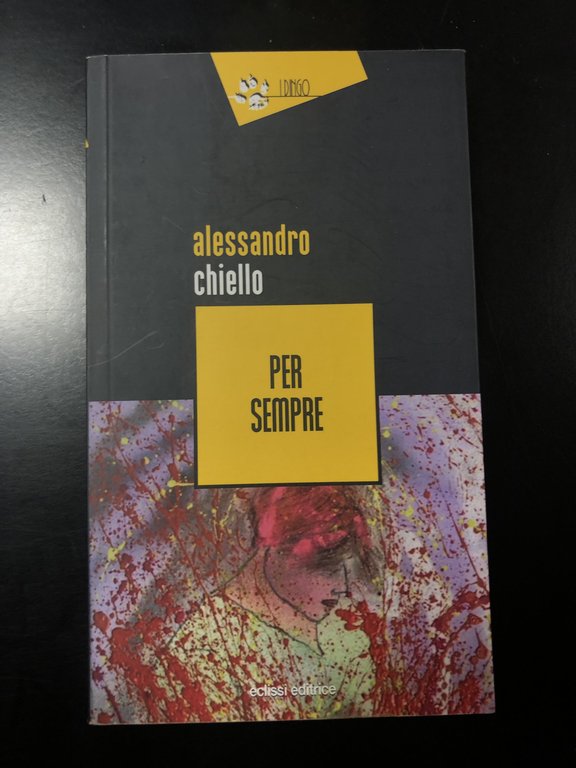 I DINGO
alessandro
chiello
PER
SEMPRE
eclissi editrice